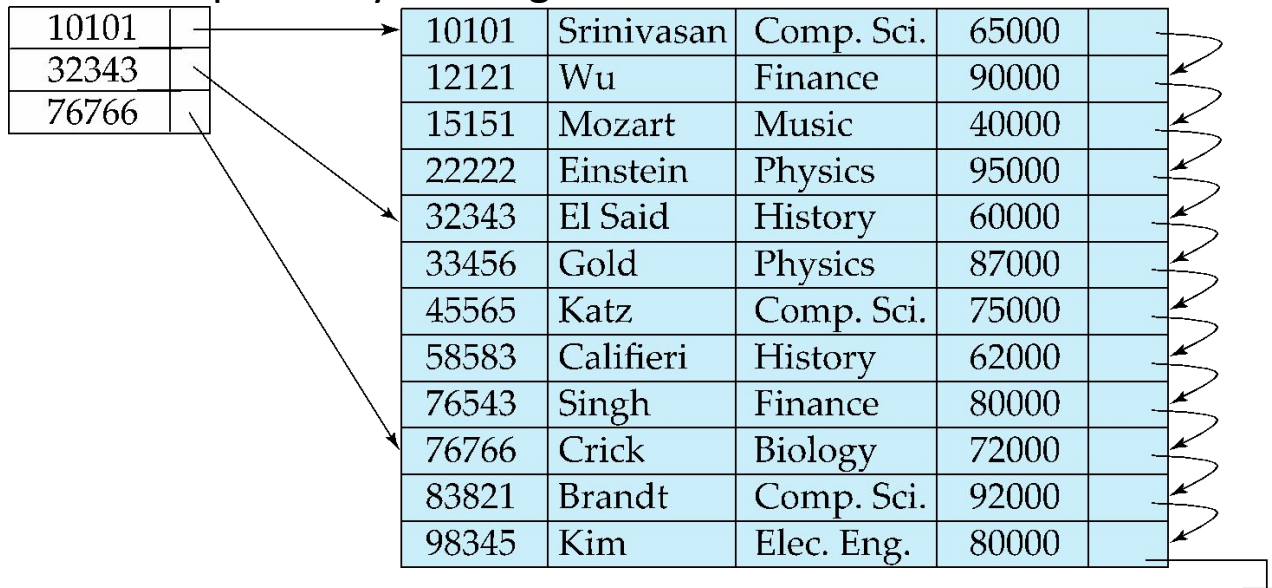 10101
32343
76766
10101 Srinivasan Comp. Sci. 65000
12121 Wu Finance 90000
15151 Mozart Music 40000
22222 Einstein Physics 95000
32343 El Said History 60000
33456 Gold Physics 87000
45565 Katz Comp. Sci. 75000
58583 Califieri History 62000
76543 Singh Finance 80000
76766 Crick Biology 72000
83821 Brandt Comp. Sci. 92000
98345 Kim Elec. Eng. 80000